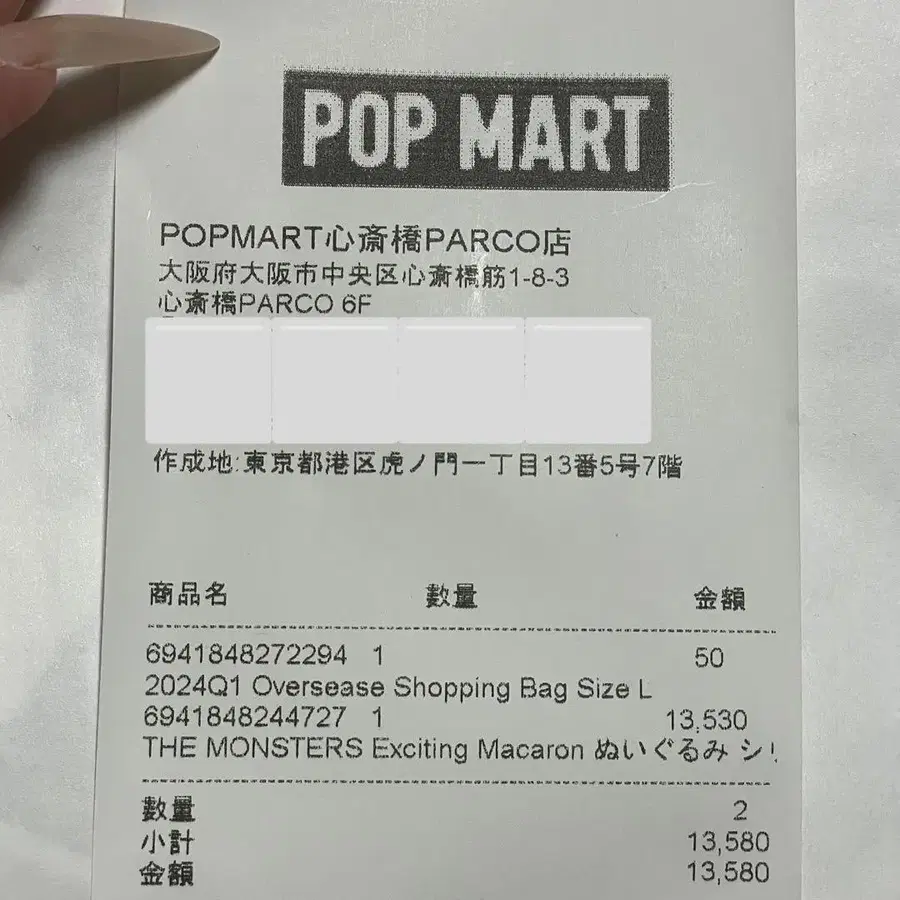 POP MART
POPMART心斎橋PARCO店
大阪府大阪市中央区心斎橋筋1-8-3
心斎橋PARCO 6F
作成地:東京都港区虎ノ門一丁目13番5号7階
商品名 數量 金額
6941848272294 1 50
2024Q1 Oversease Shopping Bag Size L
6941848244727 1 13,530
THE MONSTERS Exciting Macaron ぬいぐるみ シリ
數量 2
小計 13,580
金額 13,580